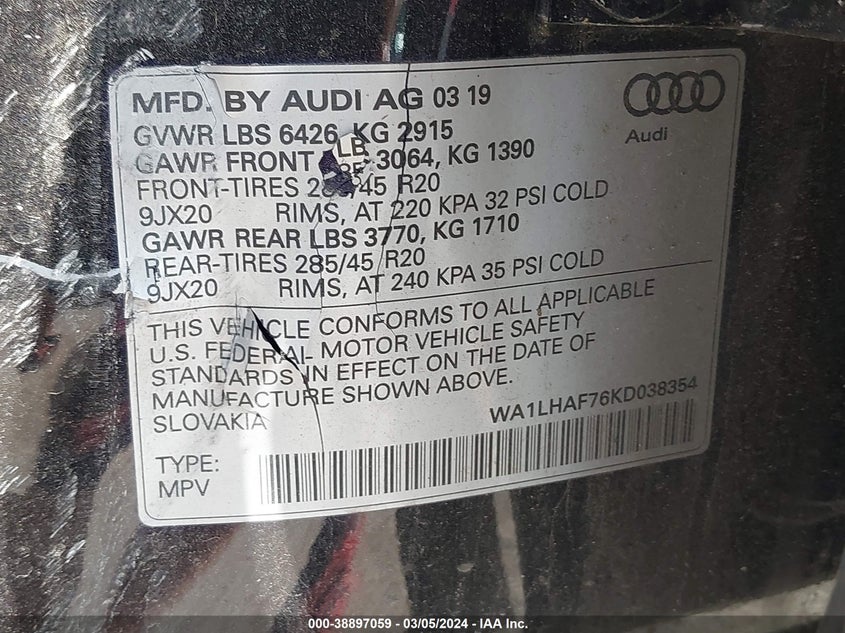 MFD. BY AUDI AG 03 19
Audi
GVWR LBS 6426, KG 2915
GAWR FRONT LB 3064, KG 1390
FRONT-TIRES 285/45 R20
9JX20 RIMS, AT 220 KPA 32 PSI COLD
GAWR REAR LBS 3770, KG 1710
REAR-TIRES 285/45 R20
9JX20 RIMS, AT 240 KPA 35 PSI COLD
THIS VEHICLE CONFORMS TO ALL APPLICABLE
U.S. FEDERAL MOTOR VEHICLE SAFETY
STANDARDS IN EFFECT ON THE DATE OF
MANUFACTURE SHOWN ABOVE.
SLOVAKIA
WA1LHAF76KD038354
TYPE:
MPV
000-38897059 / 03/05/2024 - IAA Inc.